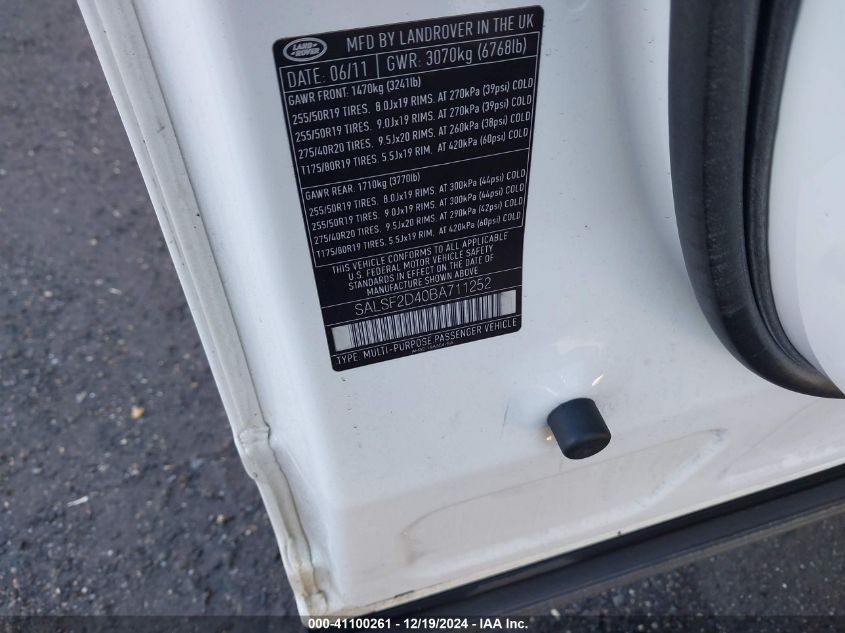 LAND
ROVER
MFD BY LANDROVER IN THE UK
DATE: 06/11 GWR: 3070kg (6768lb)
GAWR FRONT: 1470kg (3241lb)
255/50R19 TIRES. 8.0Jx19 RIMS. AT 270kPa (39psi) COLD
255/50R19 TIRES. 9.0Jx19 RIMS. AT 270kPa (39psi) COLD
275/40R20 TIRES. 9.5Jx20 RIMS. AT 260kPa (38psi) COLD
T175/80R19 TIRES. 5.5Jx19 RIM. AT 420kPa (60psi) COLD
GAWR REAR: 1710kg (3770lb)
255/50R19 TIRES. 8.0Jx19 RIMS. AT 300kPa (44psi) COLD
255/50R19 TIRES. 9.0Jx19 RIMS. AT 300kPa (44psi) COLD
275/40R20 TIRES. 9.5Jx20 RIMS. AT 290kPa (42psi) COLD
T175/80R19 TIRES. 5.5Jx19 RIM. AT 420kPa (60psi) COLD
THIS VEHICLE CONFORMS TO ALL APPLICABLE
U.S. FEDERAL MOTOR VEHICLE SAFETY
STANDARDS IN EFFECT ON THE DATE OF
MANUFACTURE SHOWN ABOVE
SALSF2D40BA711252
TYPE: MULTI-PURPOSE PASSENGER VEHICLE
000-41100261 - 12/19/2024 - IAA Inc.